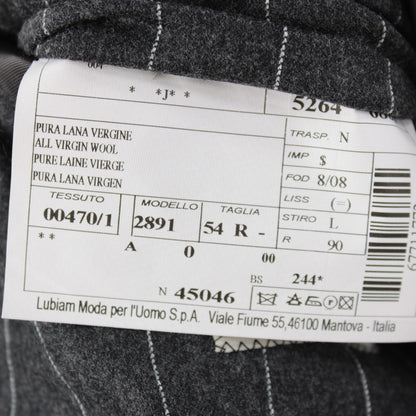 004
* *J* *
5264
PURA LANA VERGINE
ALL VIRGIN WOOL
PURE LAINE VIERGE
PURA LANA VIRGEN
TRASP. N
IMP $
FOD 8/08
LISS (=)
STIRO L
R 90
TESSUTO MODELLO TAGLIA
00470/1 2891 54 R -
* * A 0 00
BS 244*
N 45046
Lubiam Moda per l'Uomo S.p.A. Viale Fiume 55,46100 Mantova - Italia